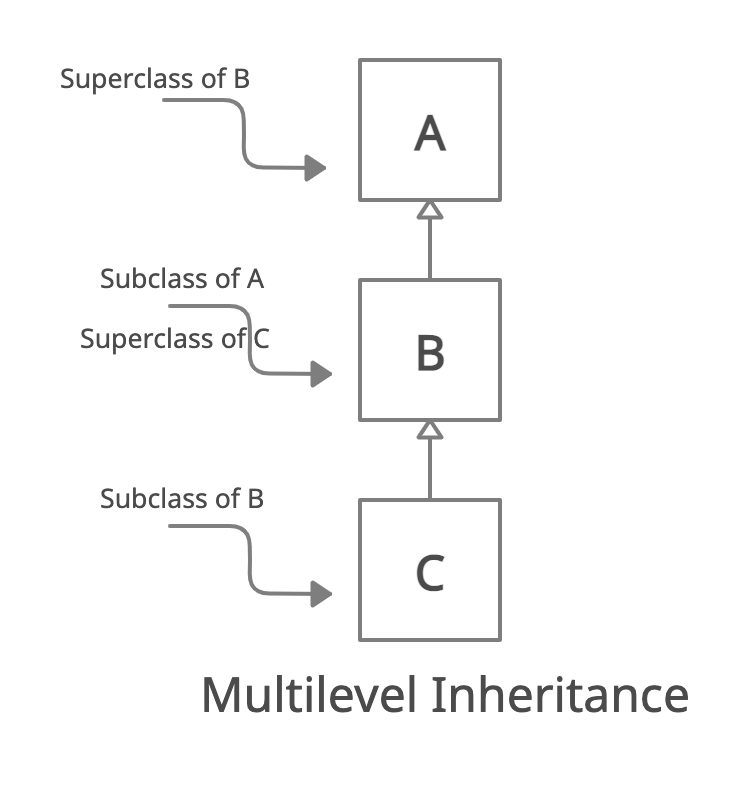 Superclass of B
A
Subclass of A
Superclass of C
B
Subclass of B
C
Multilevel Inheritance